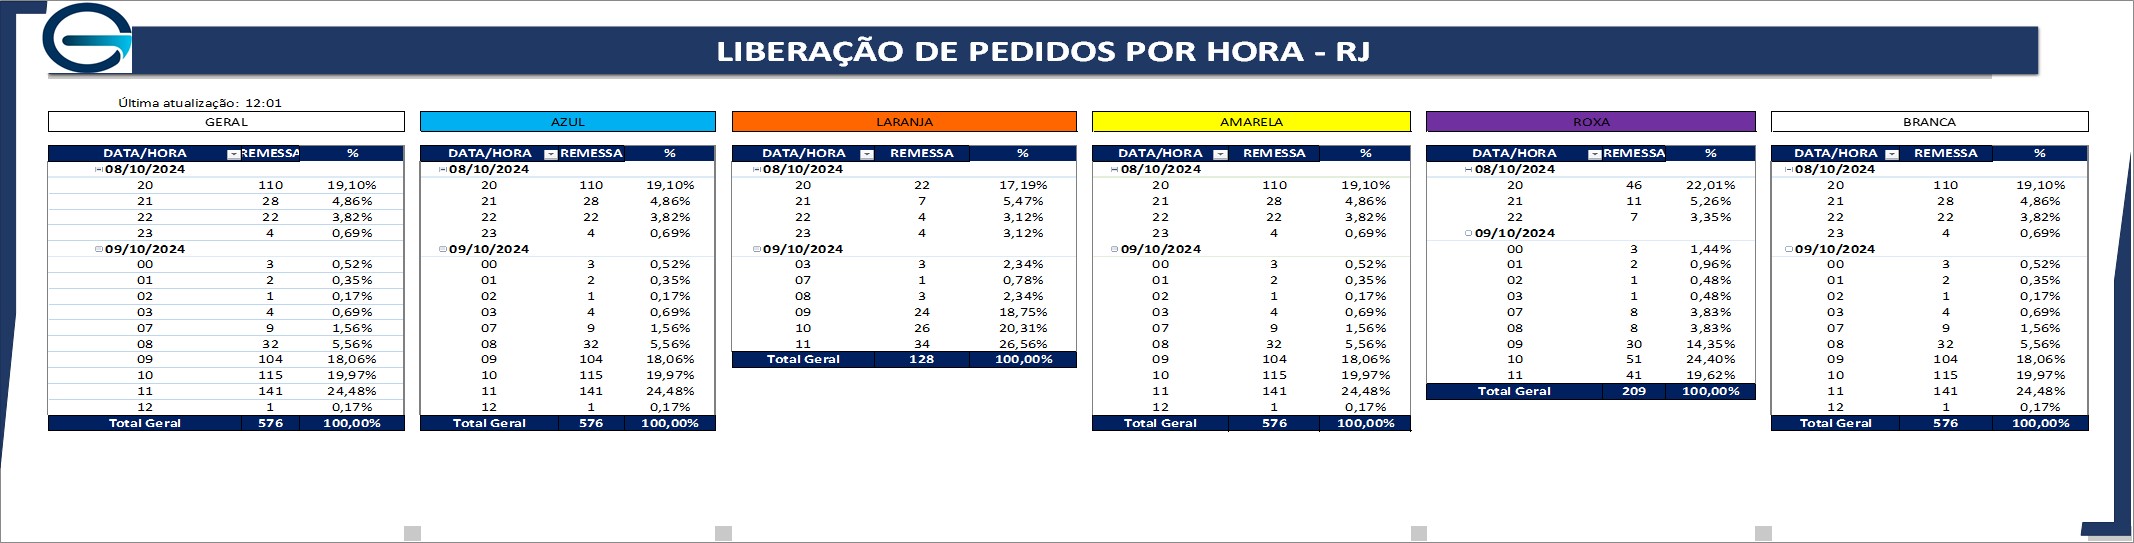 LIBERAÇÃO DE PEDIDOS POR HORA - RJ
Última atualização: 12:01
GERAL
DATA/HORA REMESSA %
08/10/2024
20 110 19,10%
21 28 4,86%
22 22 3,82%
23 4 0,69%
09/10/2024
00 3 0,52%
01 2 0,35%
02 1 0,17%
03 4 0,69%
07 9 1,56%
08 32 5,56%
09 104 18,06%
10 115 19,97%
11 141 24,48%
12 1 0,17%
Total Geral 576 100,00%
AZUL
DATA/HORA REMESSA %
08/10/2024
20 110 19,10%
21 28 4,86%
22 22 3,82%
23 4 0,69%
09/10/2024
00 3 0,52%
01 2 0,35%
02 1 0,17%
03 4 0,69%
07 9 1,56%
08 32 5,56%
09 104 18,06%
10 115 19,97%
11 141 24,48%
12 1 0,17%
Total Geral 576 100,00%
LARANJA
DATA/HORA REMESSA %
08/10/2024
20 22 17,19%
21 7 5,47%
22 4 3,12%
23 4 3,12%
09/10/2024
03 3 2,34%
07 1 0,78%
08 3 2,34%
09 24 18,75%
10 26 20,31%
11 34 26,56%
Total Geral 128 100,00%
AMARELA
DATA/HORA REMESSA %
08/10/2024
20 110 19,10%
21 28 4,86%
22 22 3,82%
23 4 0,69%
09/10/2024
00 3 0,52%
01 2 0,35%
02 1 0,17%
03 4 0,69%
07 9 1,56%
08 32 5,56%
09 104 18,06%
10 115 19,97%
11 141 24,48%
12 1 0,17%
Total Geral 576 100,00%
ROXA
DATA/HORA REMESSA %
08/10/2024
20 46 22,01%
21 11 5,26%
22 7 3,35%
09/10/2024
00 3 1,44%
01 2 0,96%
02 1 0,48%
03 1 0,48%
07 8 3,83%
08 8 3,83%
09 30 14,35%
10 51 24,40%
11 41 19,62%
Total Geral 209 100,00%
BRANCA
DATA/HORA REMESSA %
08/10/2024
20 110 19,10%
21 28 4,86%
22 22 3,82%
23 4 0,69%
09/10/2024
00 3 0,52%
01 2 0,35%
02 1 0,17%
03 4 0,69%
07 9 1,56%
08 32 5,56%
09 104 18,06%
10 115 19,97%
11 141 24,48%
12 1 0,17%
Total Geral 576 100,00%